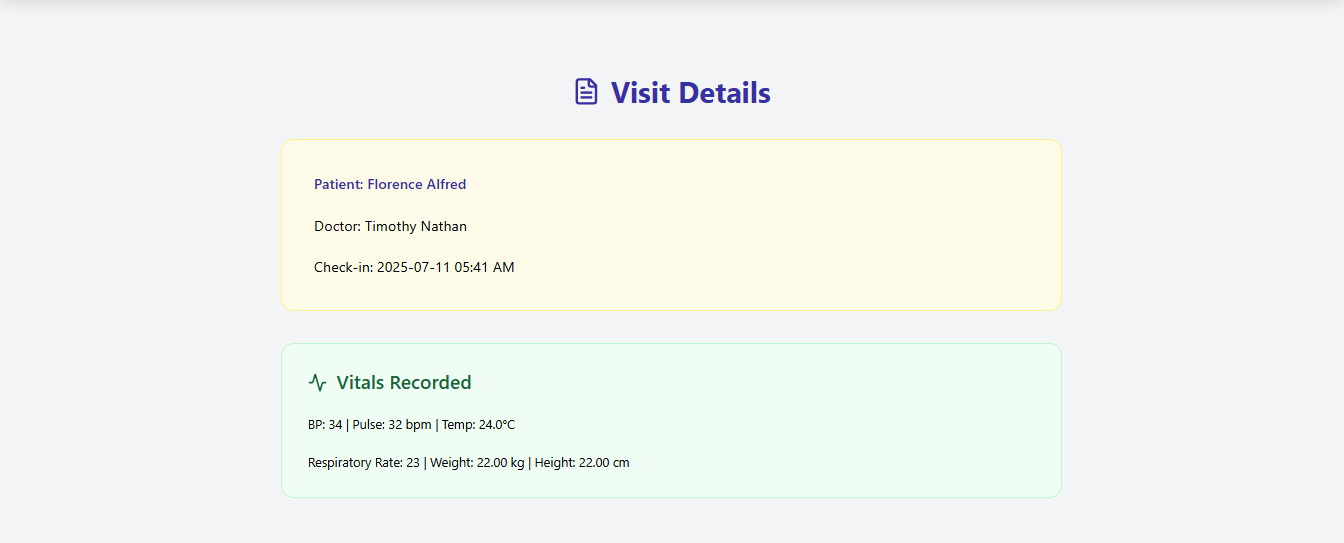 Visit Details
Patient: Florence Alfred
Doctor: Timothy Nathan
Check-in: 2025-07-11 05:41 AM
Vitals Recorded
BP: 34 | Pulse: 32 bpm | Temp: 24.0°C
Respiratory Rate: 23 | Weight: 22.00 kg | Height: 22.00 cm